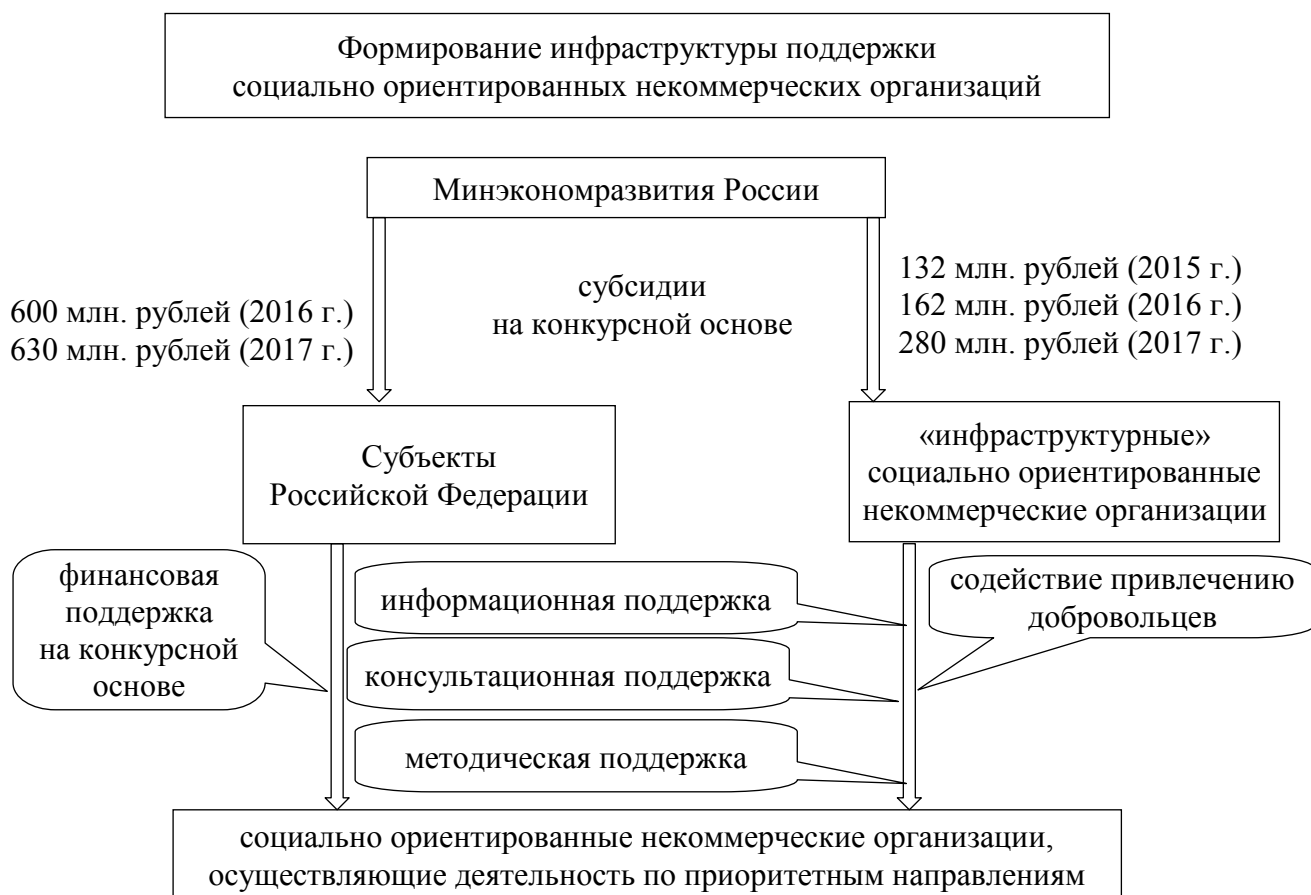 Формирование инфраструктуры поддержки
социально ориентированных некоммерческих организаций
Минэкономразвития России
600 млн. рублей (2016 г.)
630 млн. рублей (2017 г.)
субсидии
на конкурсной основе
132 млн. рублей (2015 г.)
162 млн. рублей (2016 г.)
280 млн. рублей (2017 г.)
Субъекты
Российской Федерации
«инфраструктурные»
социально ориентированные
некоммерческие организации
финансовая
поддержка
на конкурсной
основе
информационная поддержка
консультационная поддержка
методическая поддержка
содействие привлечению
добровольцев
социально ориентированные некоммерческие организации,
осуществляющие деятельность по приоритетным направлениям